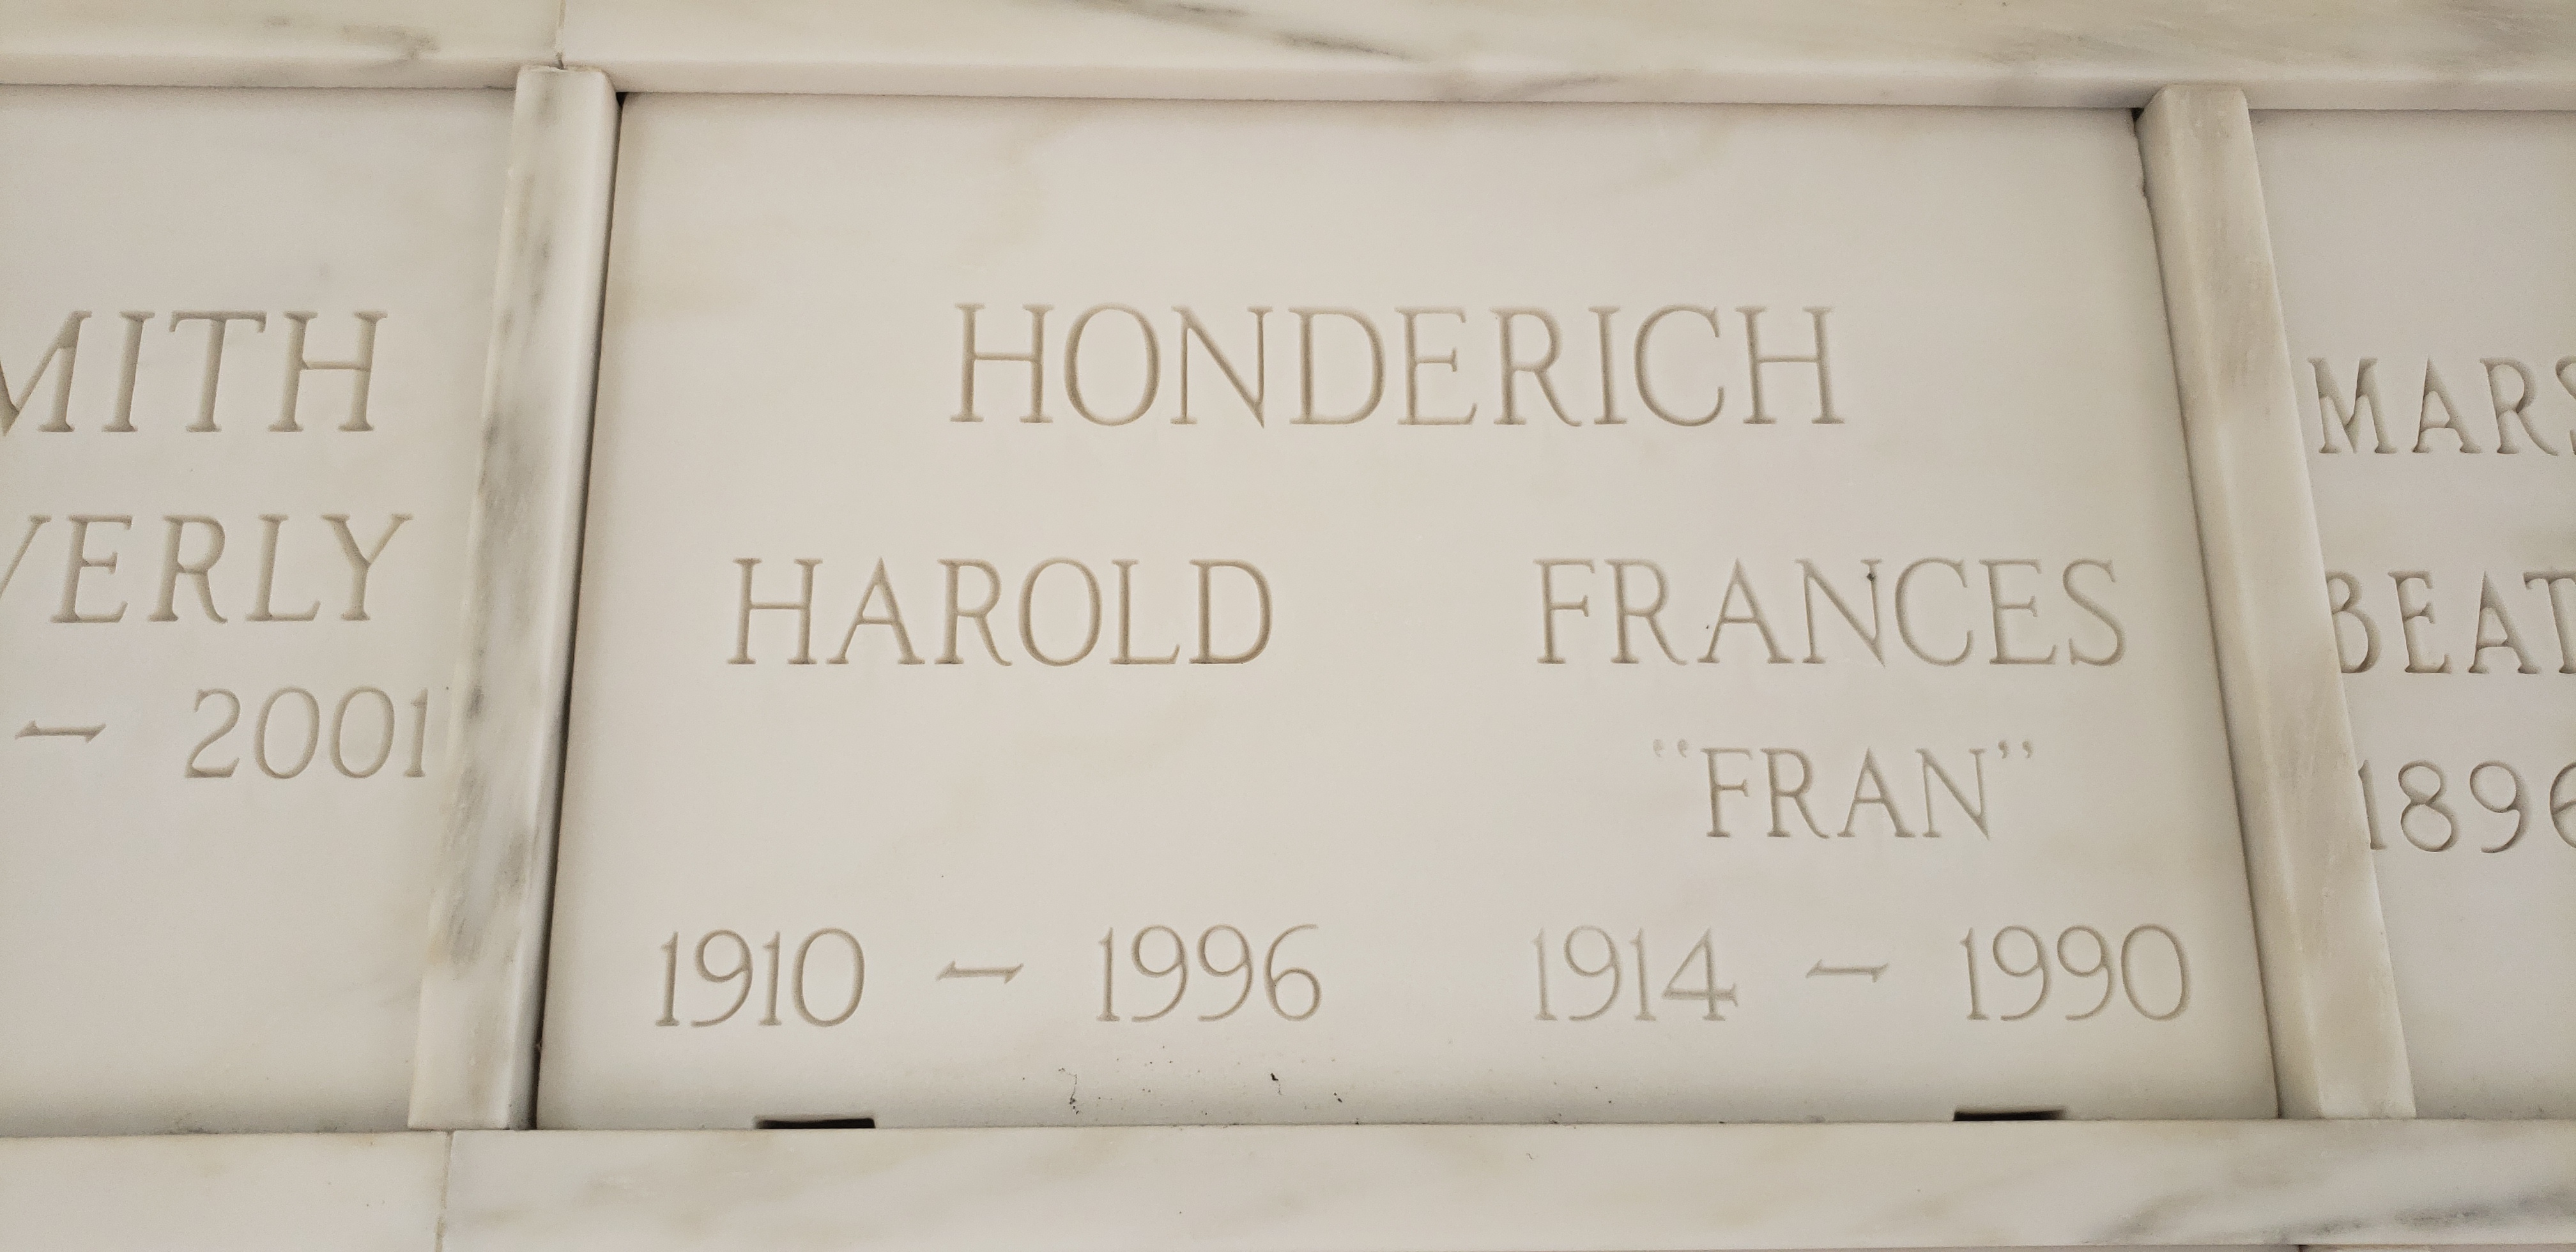 HONDERICH
HAROLD FRANCES
"FRAN"
1910 – 1996 1914 – 1990
MITH
VERLY
– 2001
MARS
BEAT
1896